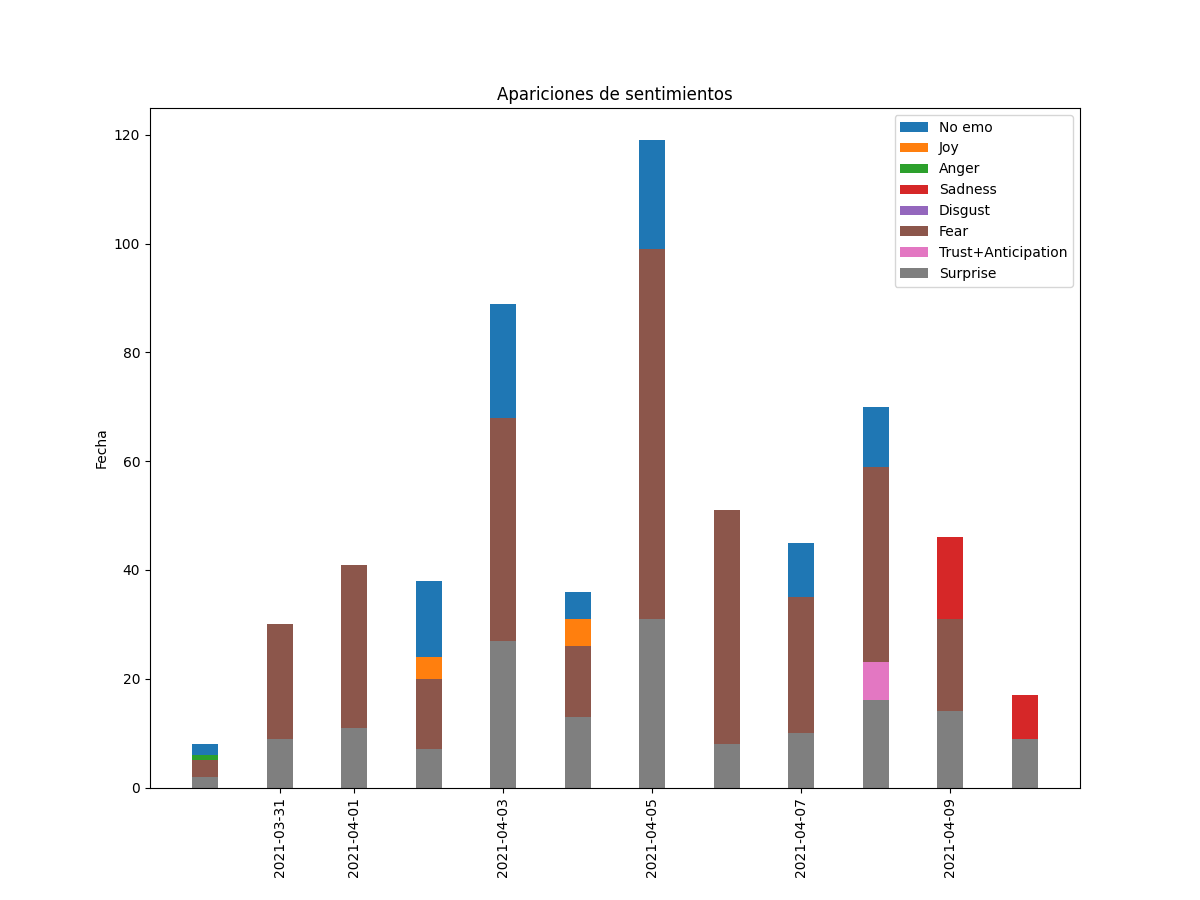 Apariciones de sentimientos
No emo
Joy
Anger
Sadness
Disgust
Fear
Trust+Anticipation
Surprise
Fecha
120
100
80
60
40
20
0
2021-03-31
2021-04-01
2021-04-03
2021-04-05
2021-04-07
2021-04-09